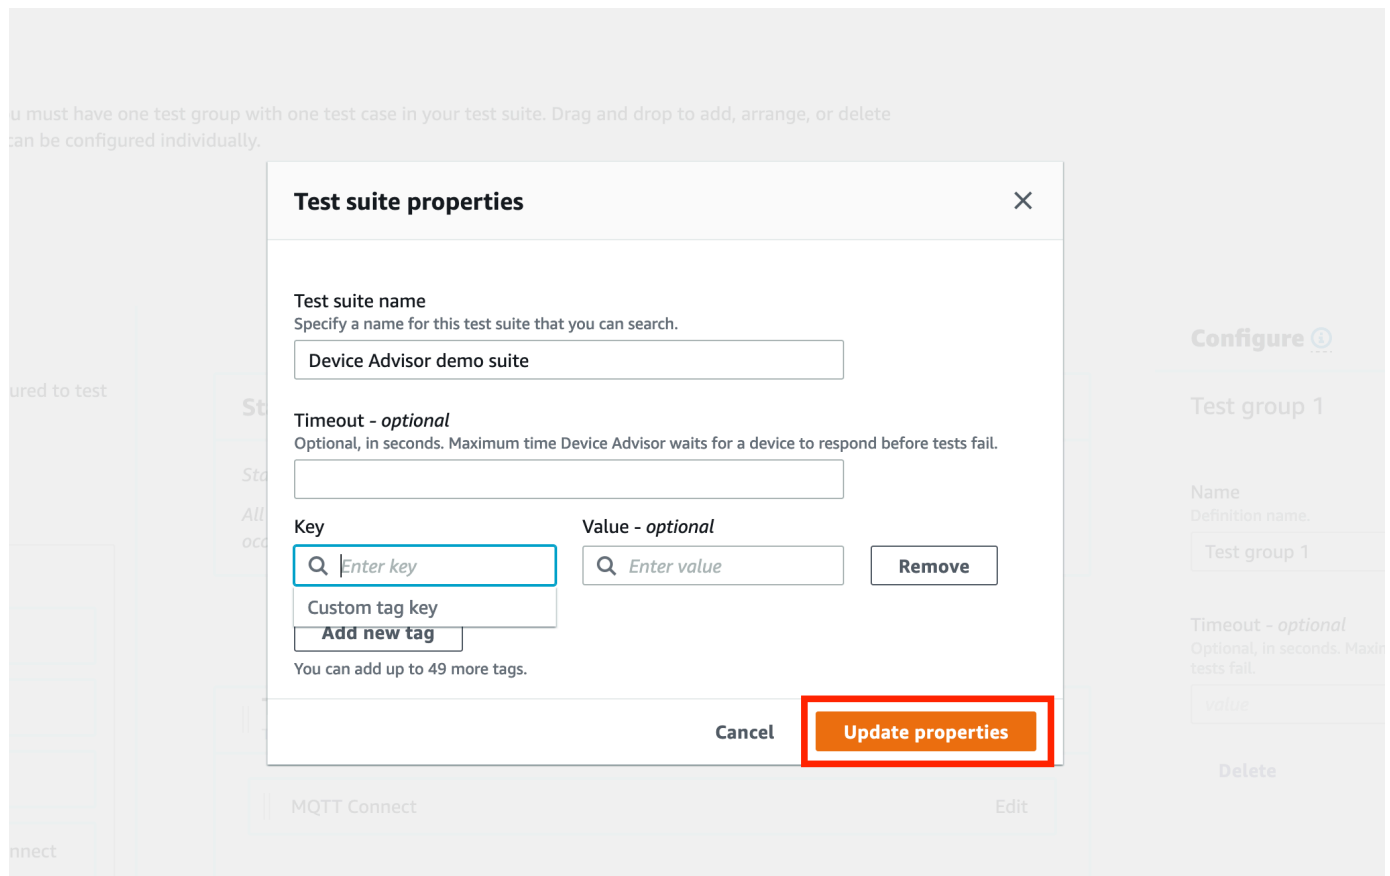 u must have one test group with one test case in your test suite. Drag and drop to add, arrange, or delete
can be configured individually.
Test suite properties
Test suite name
Specify a name for this test suite that you can search.
Device Advisor demo suite
Configure
ured to test
Test group 1
Timeout - optional
Optional, in seconds. Maximum time Device Advisor waits for a device to respond before tests fail.
Name
Definition name.
All
Key
Value - optional
Test group 1
Enter key
Enter value
Remove
Custom tag key
Add new tag
You can add up to 49 more tags.
Timeout - optional
Optional, in seconds. Maxim
tests fail.
Value
Cancel
Update properties
Delete
MQTT Connect
Edit
nnect